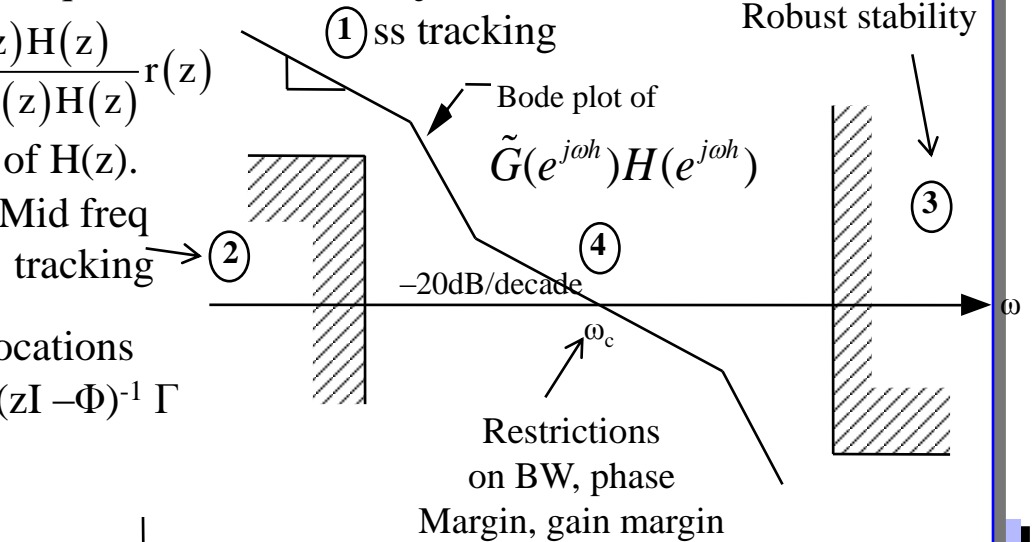 ① ss tracking
z)H(z)
(z)H(z)
r(z)
Robust stability
Bode plot of
G̃(e^{jωh})H(e^{jωh})
of H(z).
Mid freq
tracking
②
③
④
–20dB/decade
ω
ω_c
ocations
(zI –Φ)^{-1} Γ
Restrictions
on BW, phase
Margin, gain margin